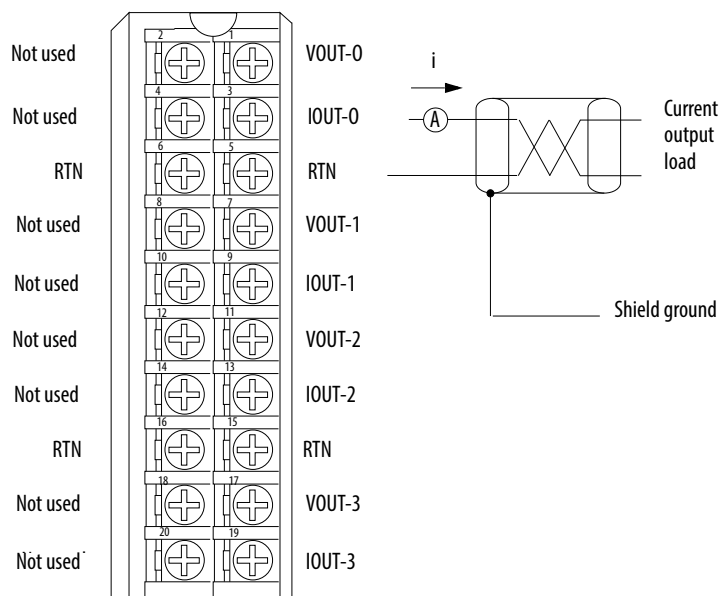 2 1
Not used VOUT-0
4 3
Not used IOUT-0
6 5
RTN RTN
8 7
Not used VOUT-1
10 9
Not used IOUT-1
12 11
Not used VOUT-2
14 13
Not used IOUT-2
16 15
RTN RTN
18 17
Not used VOUT-3
20 19
Not used IOUT-3
i
A
Current
output
load
Shield ground